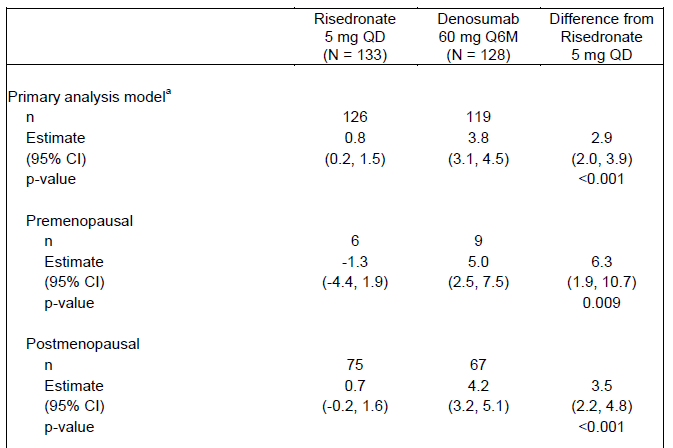 Risedronate Denosumab Difference from
5 mg QD 60 mg Q6M Risedronate
(N = 133) (N = 128) 5 mg QD
Primary analysis modelᵃ
n 126 119
Estimate 0.8 3.8 2.9
(95% CI) (0.2, 1.5) (3.1, 4.5) (2.0, 3.9)
p-value <0.001
Premenopausal
n 6 9
Estimate -1.3 5.0 6.3
(95% CI) (-4.4, 1.9) (2.5, 7.5) (1.9, 10.7)
p-value 0.009
Postmenopausal
n 75 67
Estimate 0.7 4.2 3.5
(95% CI) (-0.2, 1.6) (3.2, 5.1) (2.2, 4.8)
p-value <0.001